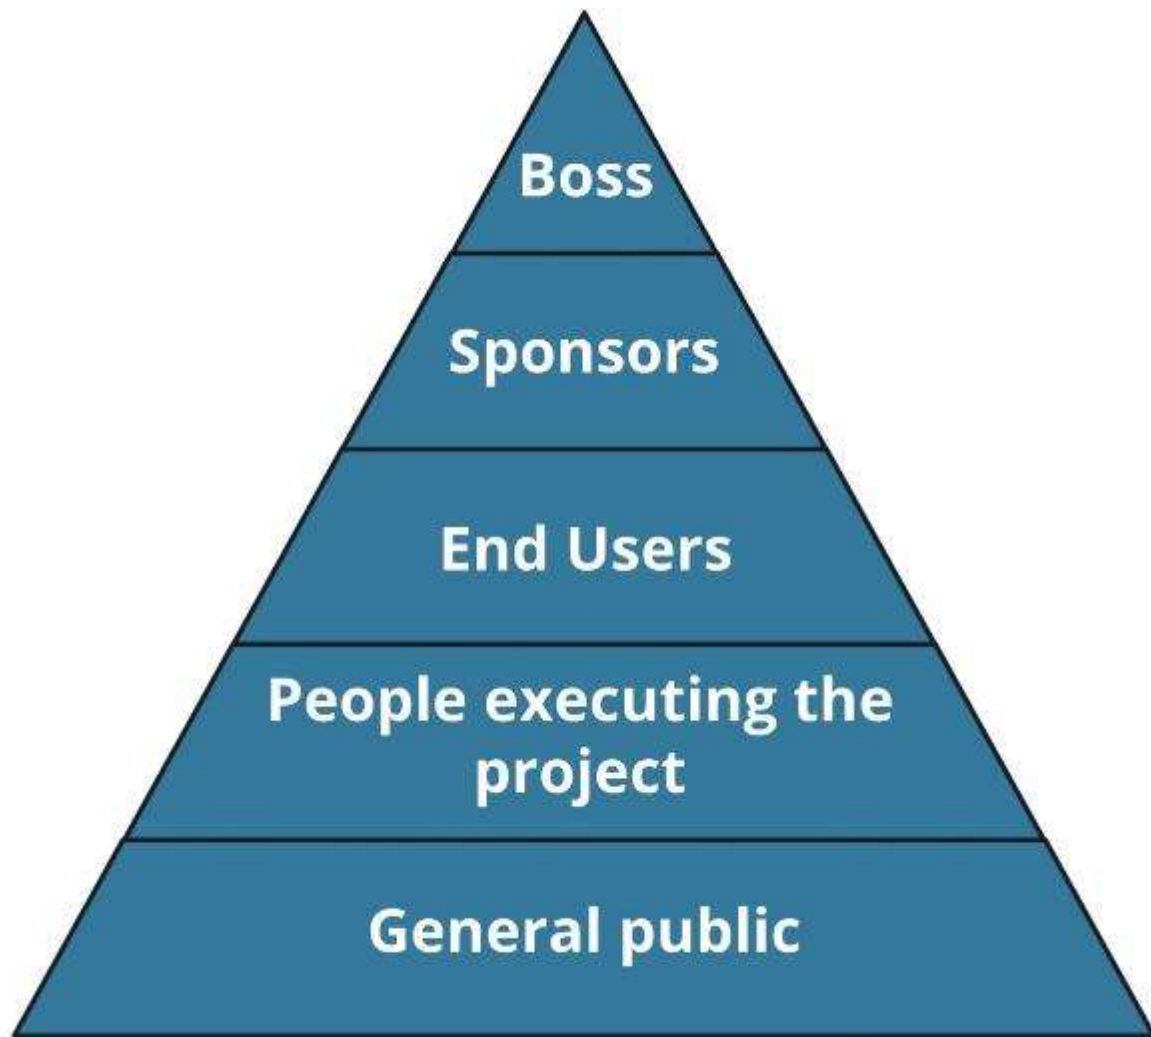 Boss
Sponsors
End Users
People executing the
project
General public